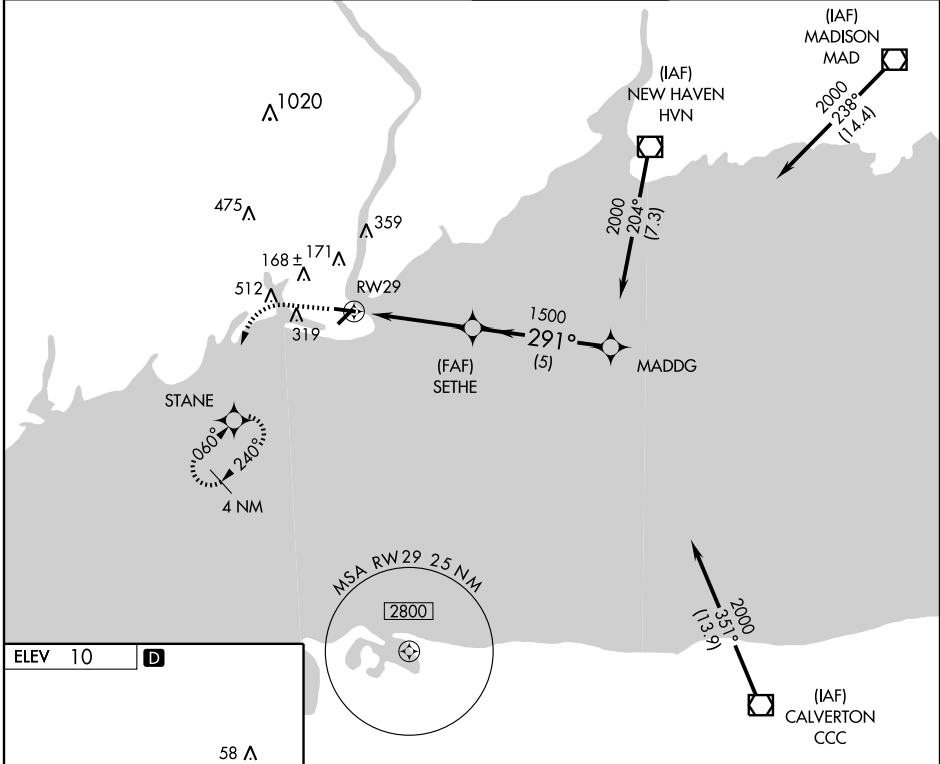 (IAF)
MADISON
MAD
(IAF)
NEW HAVEN
HVN
2000
238°
(14.4)
1020
475
359
168 ±
171
512
319
RW29
2000
204°
(7.3)
1500
291°
(5)
(FAF)
SETHE
MADDG
STANE
060°
240°
4 NM
MSA RW29 25 NM
2800
2000
351°
(13.9)
(IAF)
CALVERTON
CCC
ELEV 10 D
58